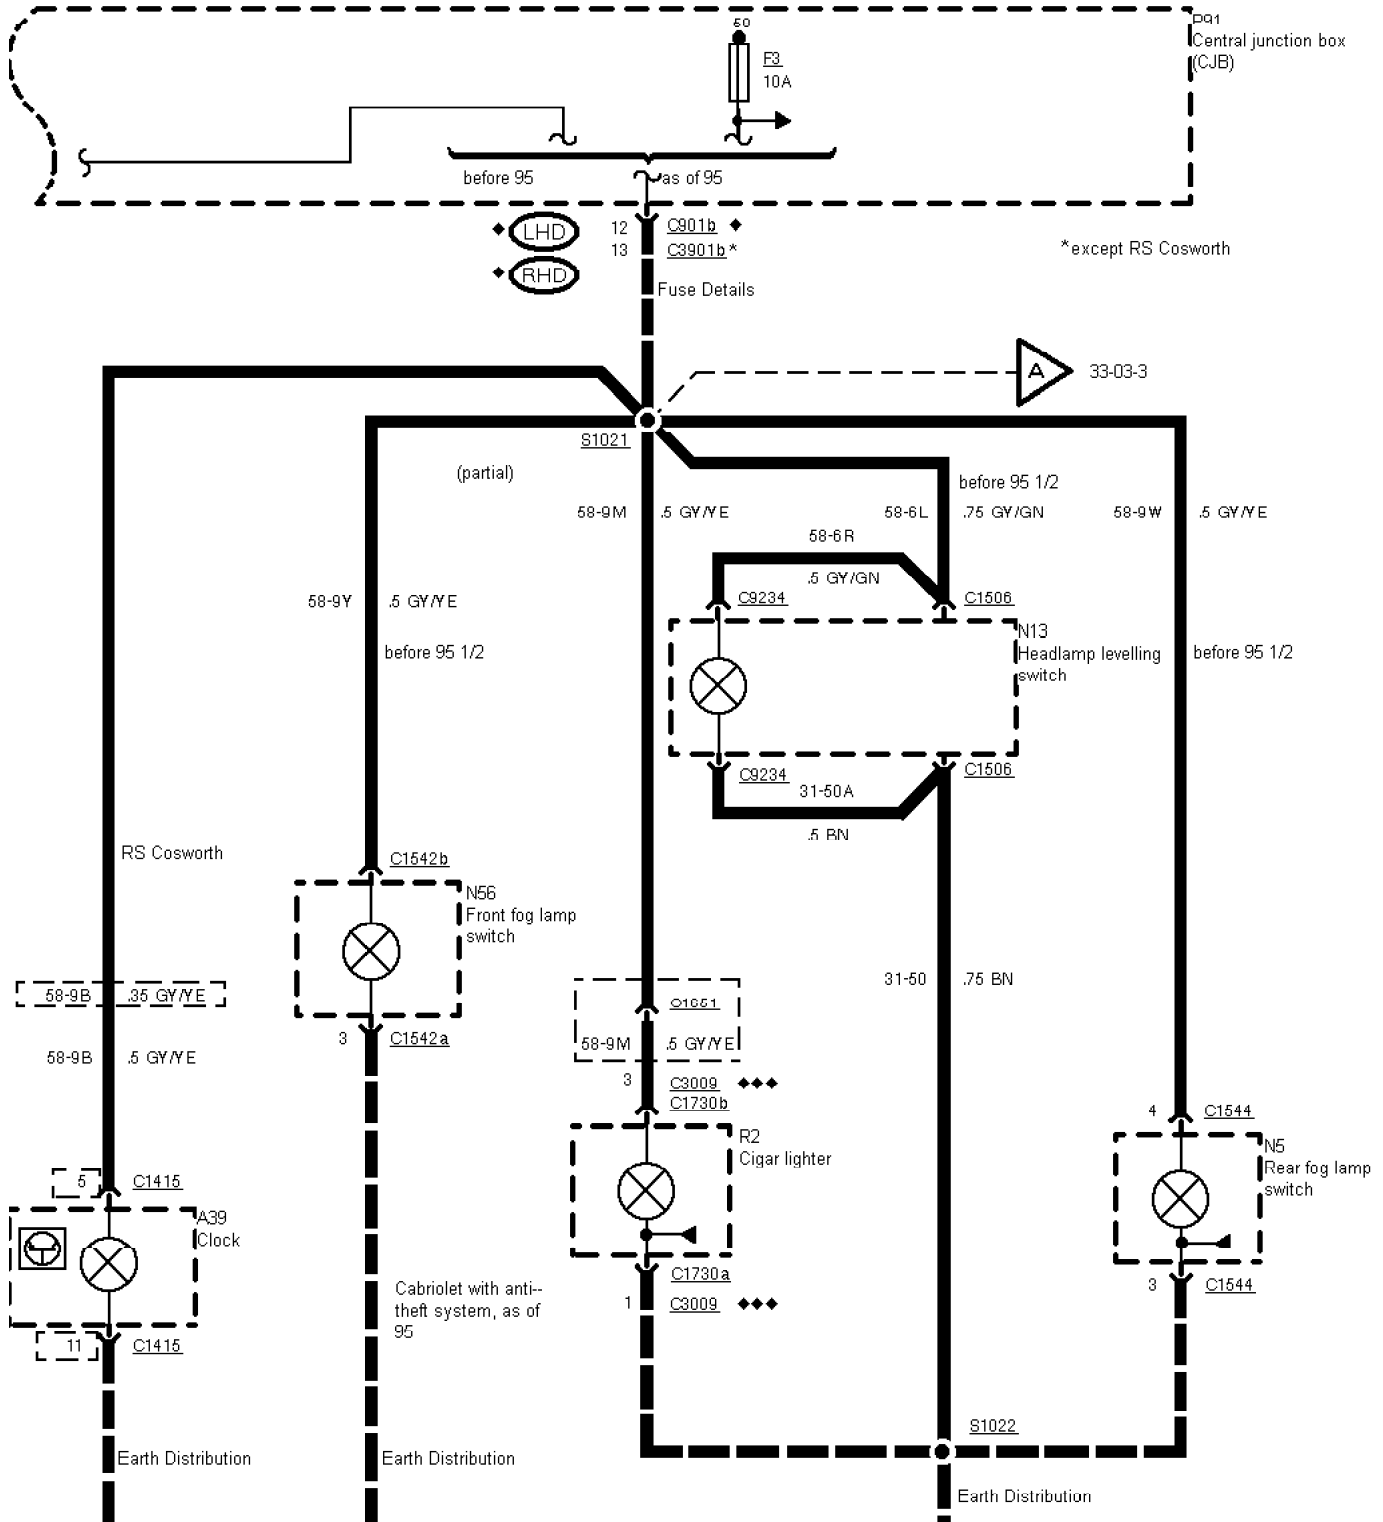 50
P91
Central junction box
(CJB)
F3
10A
before 95
as of 95
LHD
12
C901b
13
C3901b*
RHD
*except RS Cosworth
Fuse Details
A
33-03-3
S1021
(partial)
before 95 1/2
58-9M
.5 GY/YE
58-6L
.75 GY/GN
58-9W
.5 GY/YE
58-6R
.5 GY/GN
58-9Y
.5 GY/YE
C9234
C1506
N13
Headlamp levelling
switch
before 95 1/2
before 95 1/2
C9234
C1506
31-50A
.5 BN
RS Cosworth
C1542b
N56
Front fog lamp
switch
31-50
.75 BN
58-9B
.35 GY/YE
3
C1542a
58-9M
.5 GY/YE
58-9B
.5 GY/YE
3
C3009
C1730b
4
C1544
R2
Cigar lighter
N5
Rear fog lamp
switch
5
C1415
A39
Clock
C1730a
1
C3009
3
C1544
Cabriolet with anti--
theft system, as of
95
11
C1415
S1022
Earth Distribution
Earth Distribution
Earth Distribution